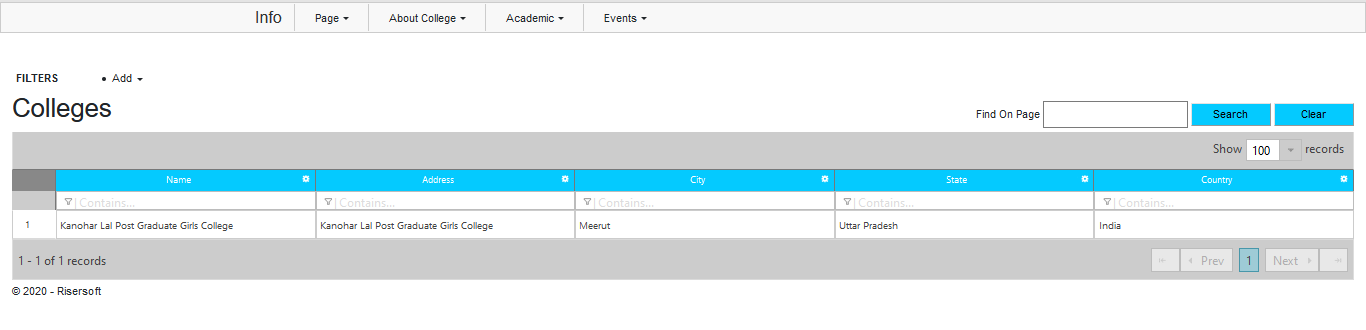 Info Page About College Academic Events
FILTERS • Add
Colleges
Find On Page Search Clear
Show 100 records
Name Address City State Country
Contains... Contains... Contains... Contains... Contains...
1 Kanohar Lal Post Graduate Girls College Kanohar Lal Post Graduate Girls College Meerut Uttar Pradesh India
1 - 1 of 1 records Prev 1 Next
© 2020 - Risersoft